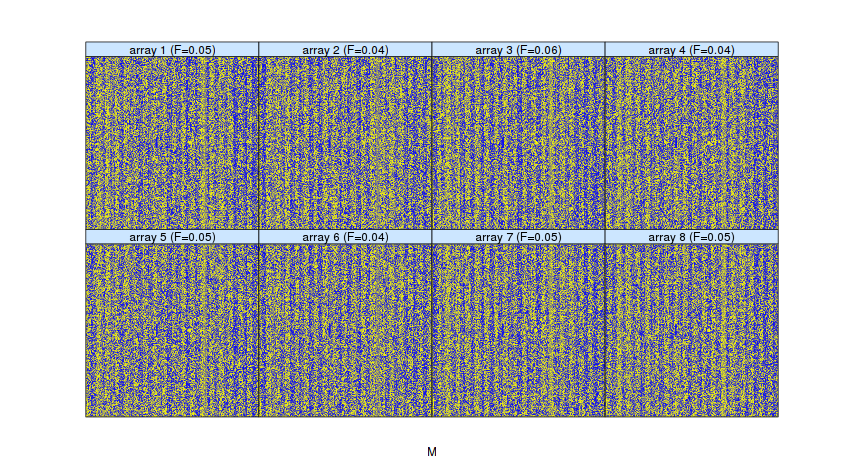 array 1 (F=0.05) array 2 (F=0.04) array 3 (F=0.06) array 4 (F=0.04)
array 5 (F=0.05) array 6 (F=0.04) array 7 (F=0.05) array 8 (F=0.05)
M